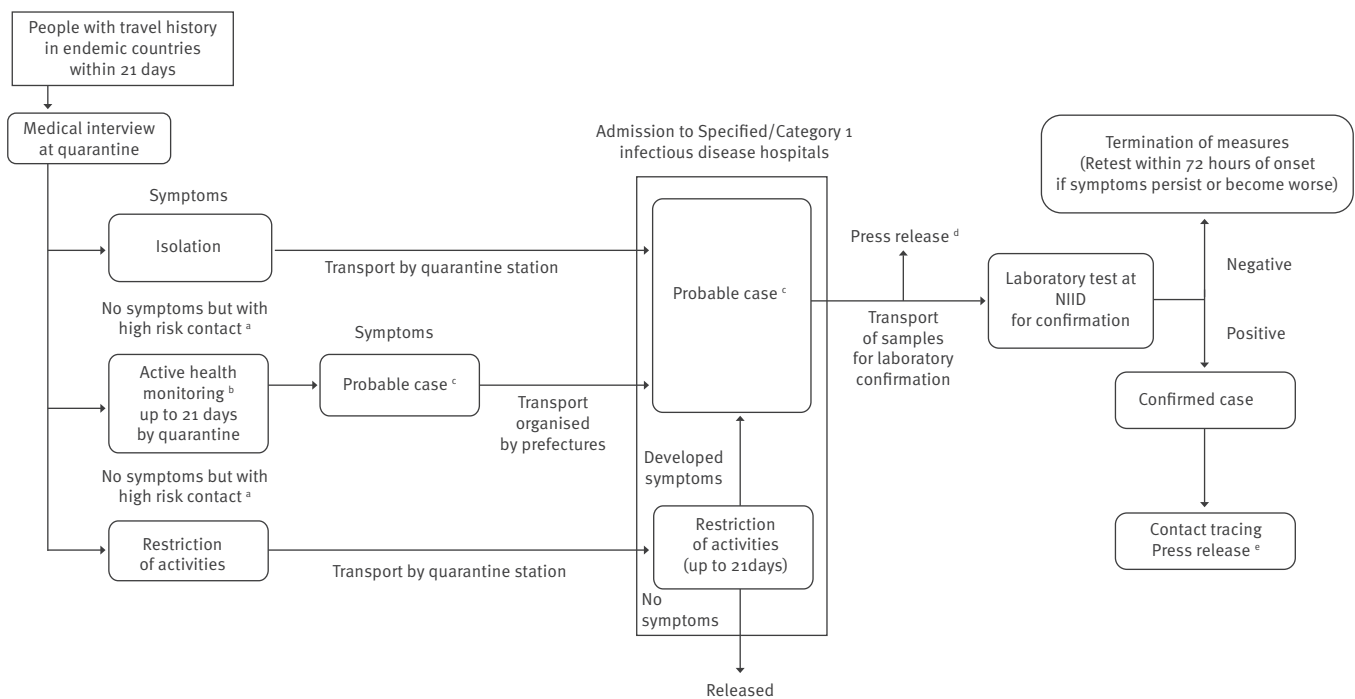 People with travel history
in endemic countries
within 21 days
Medical interview
at quarantine
Symptoms
Isolation
Transport by quarantine station
No symptoms but with
high risk contact a
Active health
monitoring b
up to 21 days
by quarantine
Symptoms
Probable case c
Transport
organised
by prefectures
No symptoms but with
high risk contact a
Restriction
of activities
Transport by quarantine station
Admission to Specified/Category 1
infectious disease hospitals
Probable case c
Developed
symptoms
Restriction
of activities
(up to 21days)
No
symptoms
Released
Press release d
Transport
of samples
for laboratory
confirmation
Laboratory test at
NIID
for confirmation
Termination of measures
(Retest within 72 hours of onset
if symptoms persist or become worse)
Negative
Positive
Confirmed case
Contact tracing
Press release e